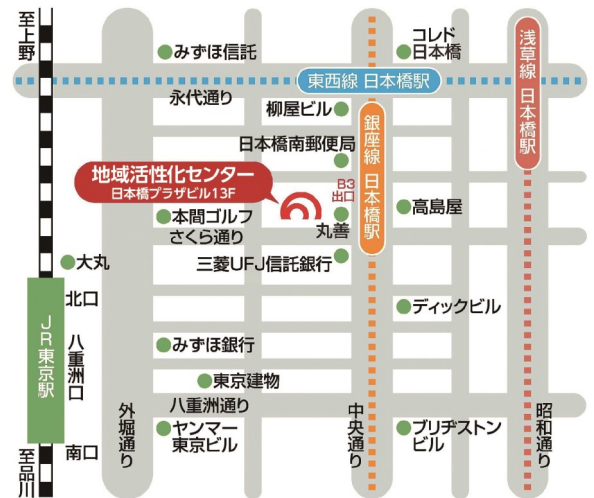 至上野
みずほ信託
コレド
日本橋
浅草線 日本橋駅
東西線 日本橋駅
永代通り
柳屋ビル
銀座線 日本橋駅
日本橋南郵便局
地域活性化センター
日本橋プラザビル13F
B3
出口
高島屋
本間ゴルフ
丸善
さくら通り
大丸
三菱UFJ信託銀行
北口
ディックビル
JR東京駅
八重洲口
みずほ銀行
東京建物
八重洲通り
外堀通り
中央通り
昭和通り
ヤンマー
東京ビル
ブリヂストン
ビル
南口
至品川